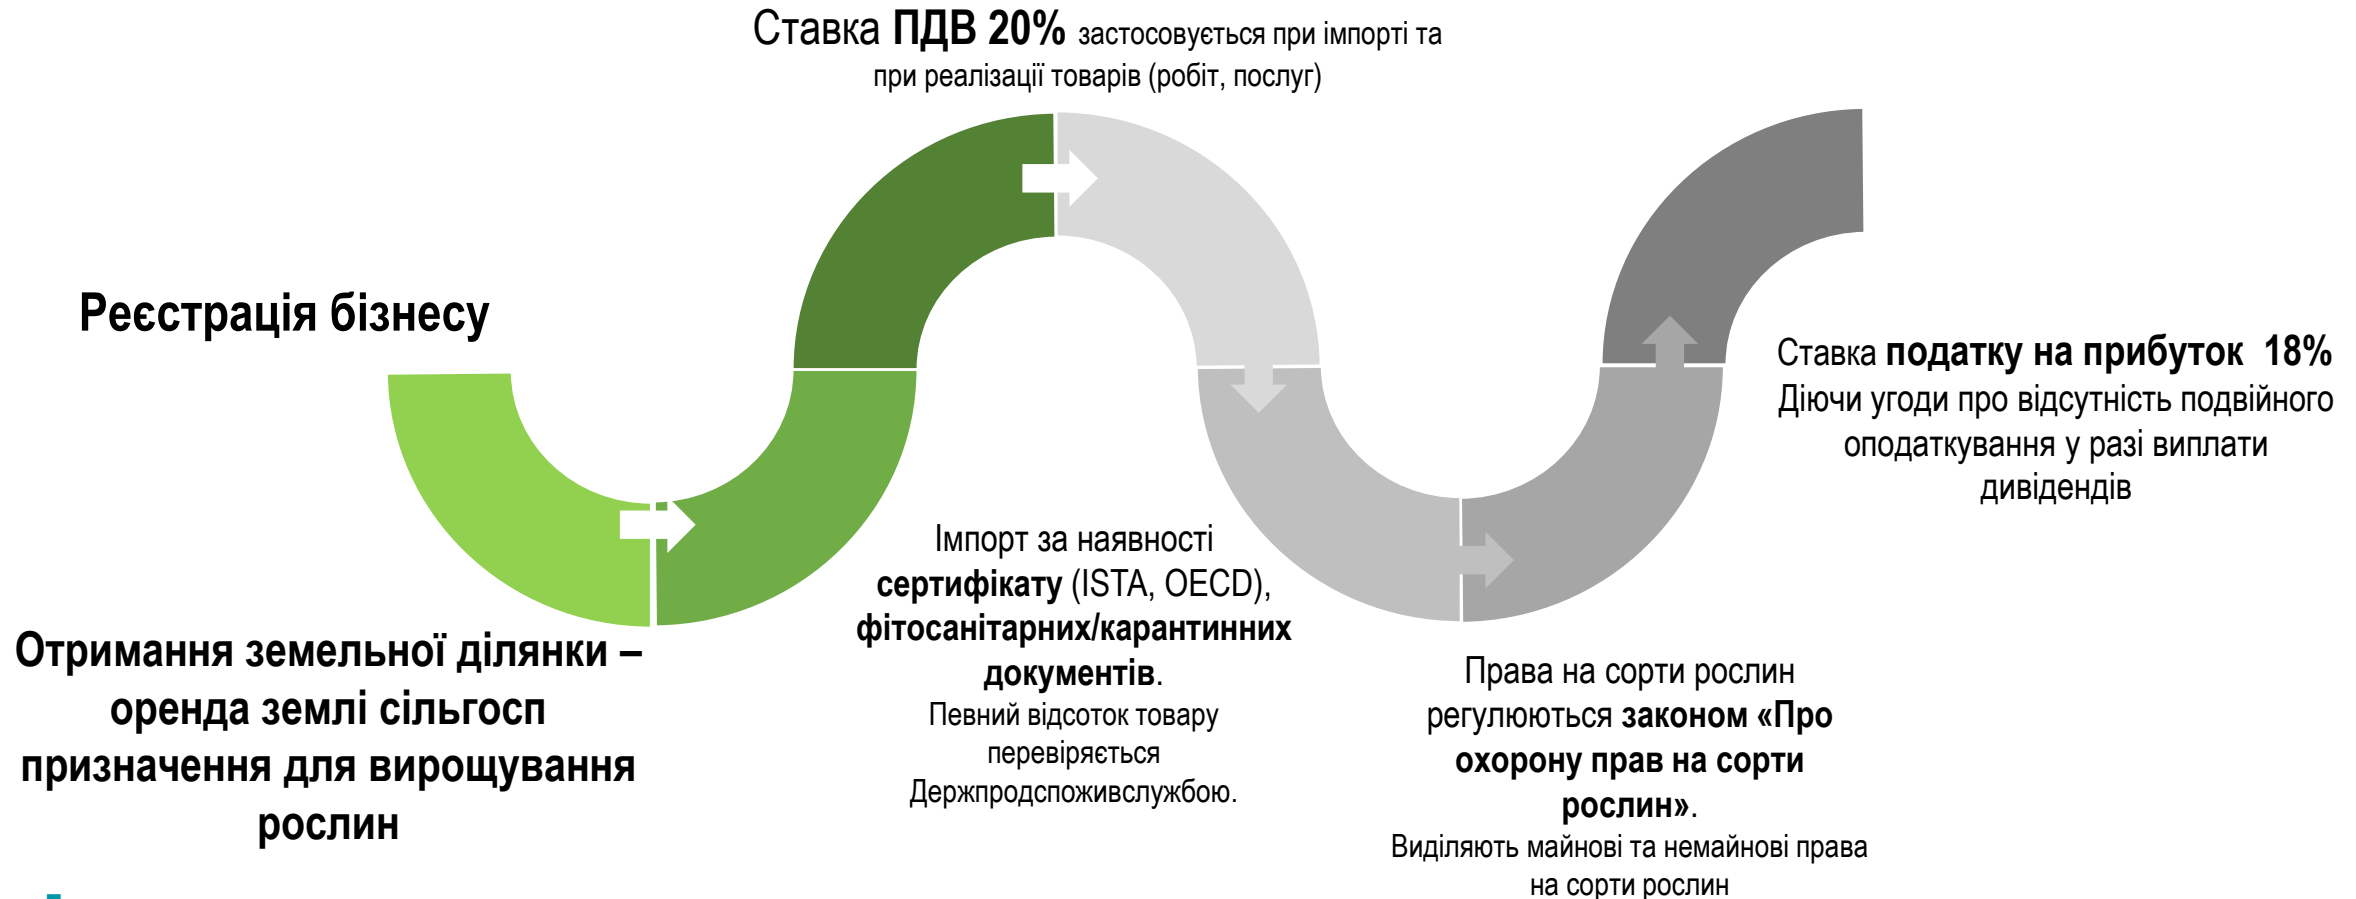 Ставка ПДВ 20% застосовується при імпорті та
при реалізації товарів (робіт, послуг)
Реєстрація бізнесу
Отримання земельної ділянки –
оренда землі сільгосп
призначення для вирощування
рослин
Імпорт за наявності
сертифікату (ISTA, OECD),
фітосанітарних/карантинних
документів.
Певний відсоток товару
перевіряється
Держпродспоживслужбою.
Права на сорти рослин
регулюються законом «Про
охорону прав на сорти
рослин».
Виділяють майнові та немайнові права
на сорти рослин
Ставка податку на прибуток 18%
Діючи угоди про відсутність подвійного
оподаткування у разі виплати
дивідендів